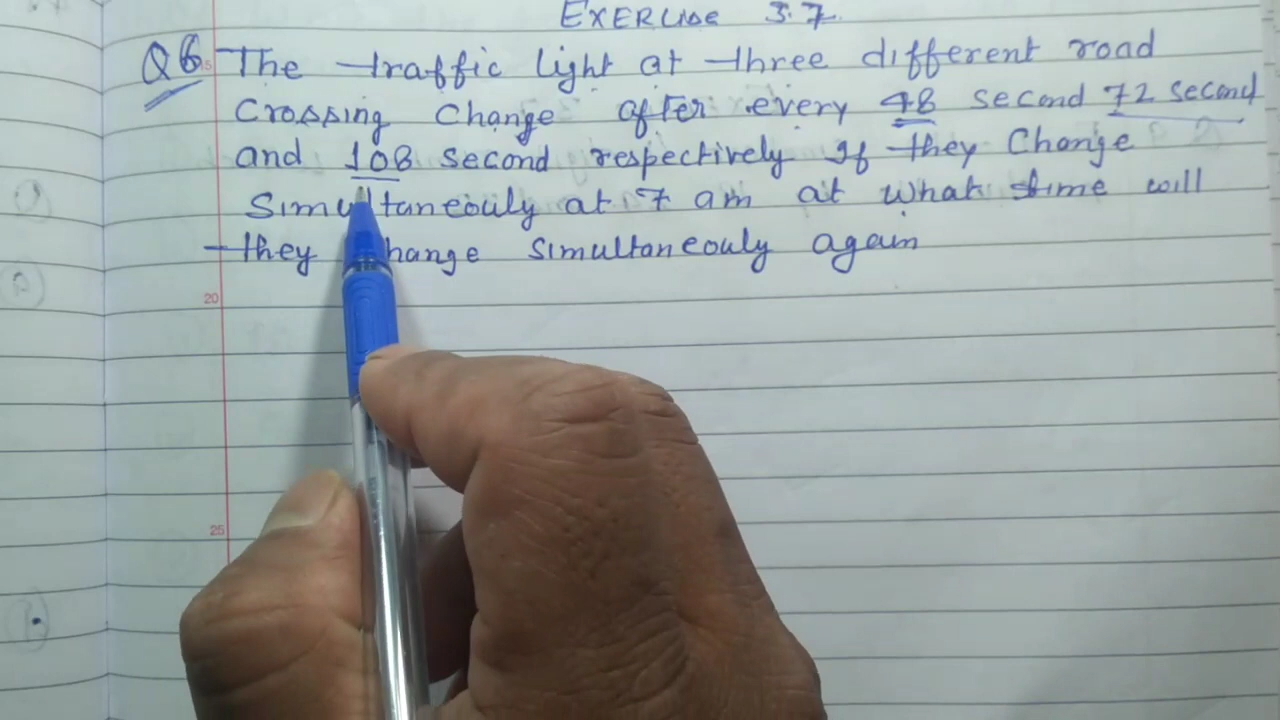 EXERCISE 3.7
Q6 The traffic light at three different road
Crossing Change after every 48 second 72 second
and 108 second respectively If they Change
Simultaneouly at 7 am at what time will
they change simultaneouly again
20
25